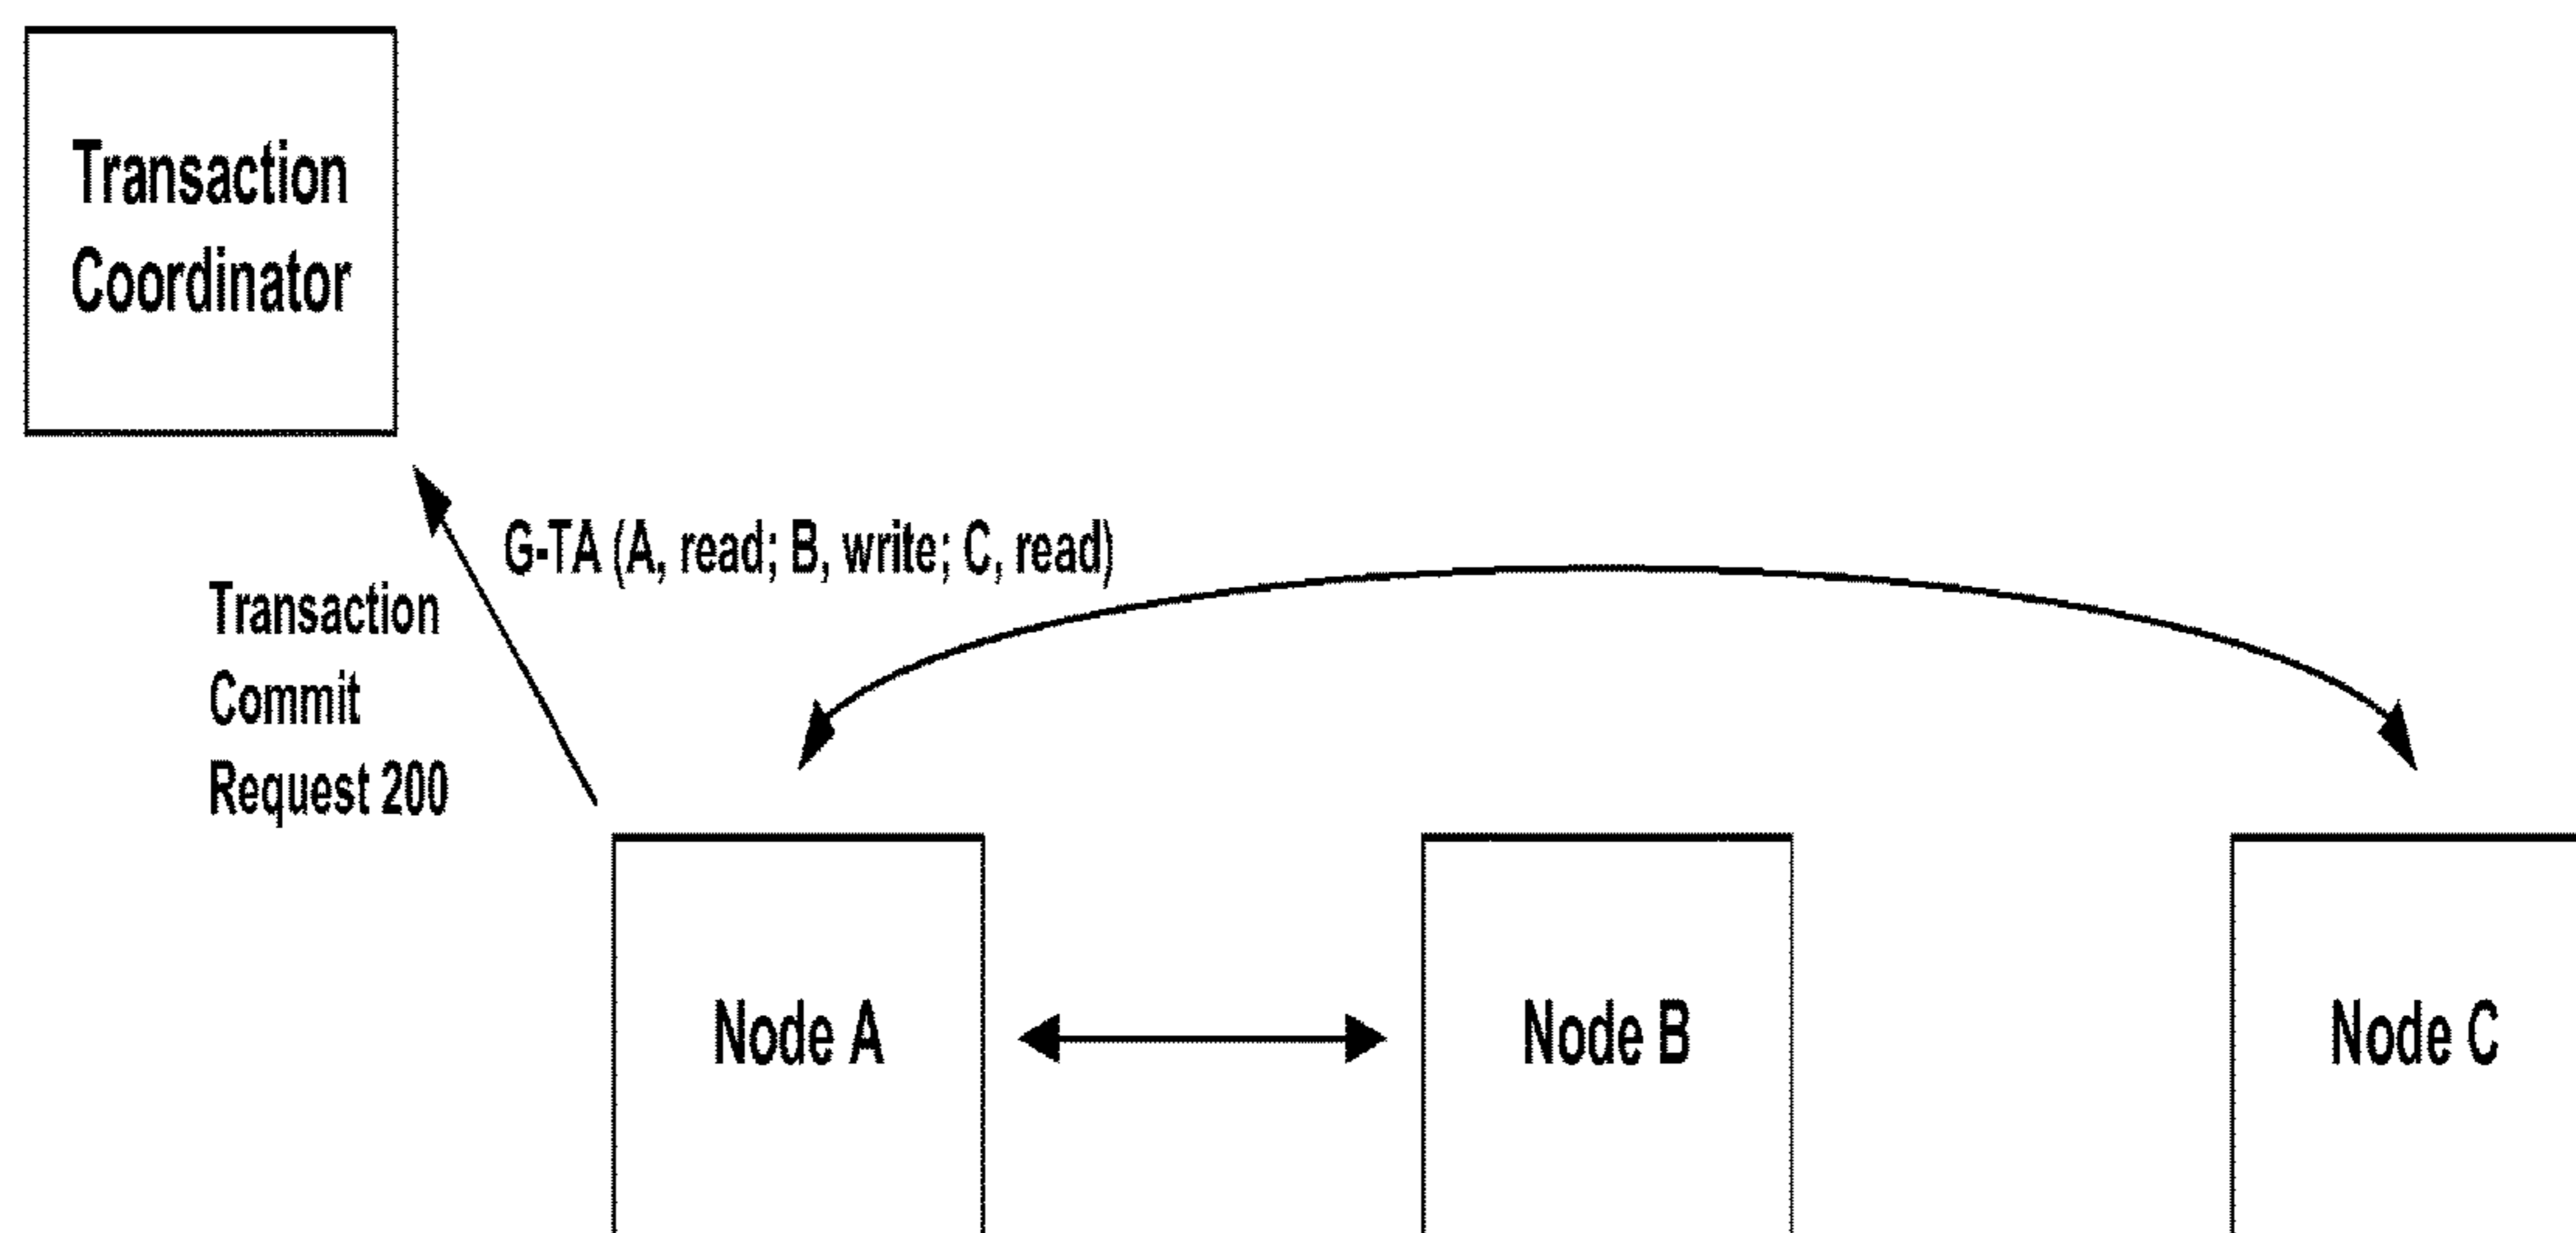 Transaction
Coordinator
G-TA (A, read; B, write; C, read)
Transaction
Commit
Request 200
Node A
Node B
Node C